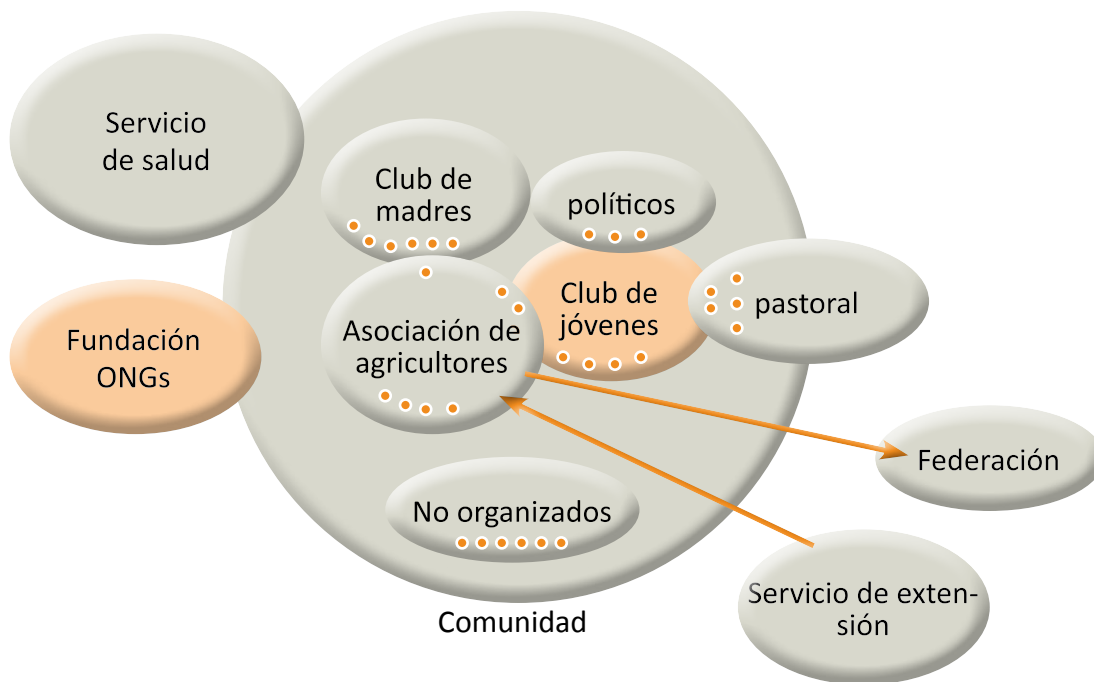 Servicio
de salud
Club de
madres
políticos
Fundación
ONGs
Asociación de
agricultores
Club de
jóvenes
pastoral
Federación
No organizados
Servicio de exten-
sión
Comunidad